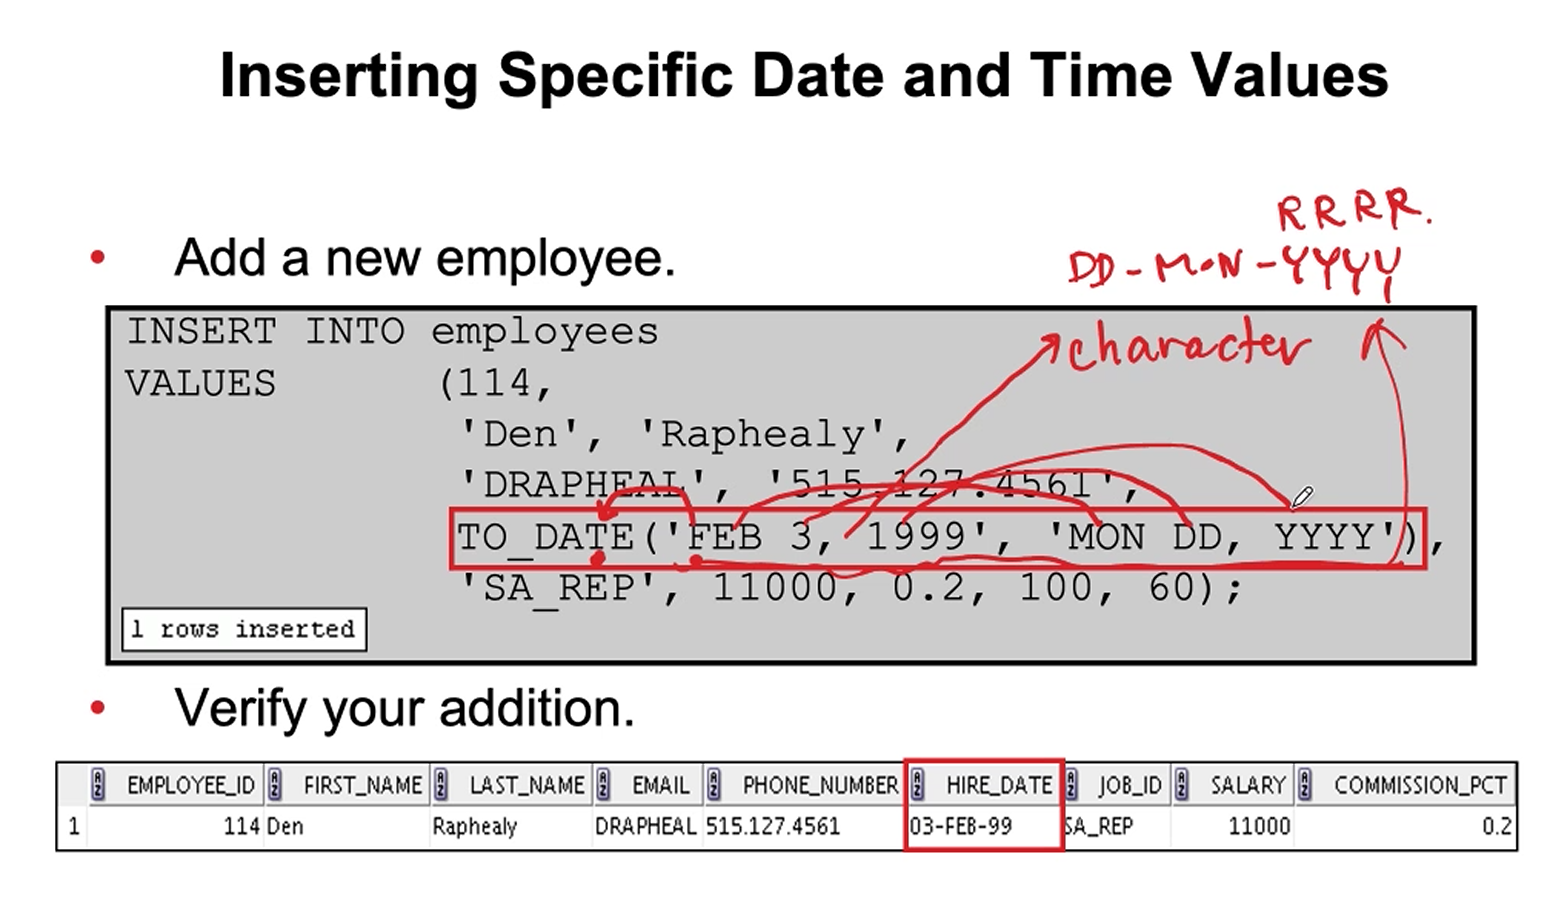 Inserting Specific Date and Time Values
RRRR.
• Add a new employee.
DD-MON-YYYY
INSERT INTO employees
character
VALUES (114,
'Den', 'Raphealy',
'DRAPHEAL', '515.127.4561',
TO_DATE('FEB 3, 1999', 'MON DD, YYYY'),
'SA_REP', 11000, 0.2, 100, 60);
1 rows inserted
• Verify your addition.
EMPLOYEE_ID FIRST_NAME LAST_NAME EMAIL PHONE_NUMBER HIRE_DATE JOB_ID SALARY COMMISSION_PCT
1 114 Den Raphealy DRAPHEAL 515.127.4561 03-FEB-99 SA_REP 11000 0.2